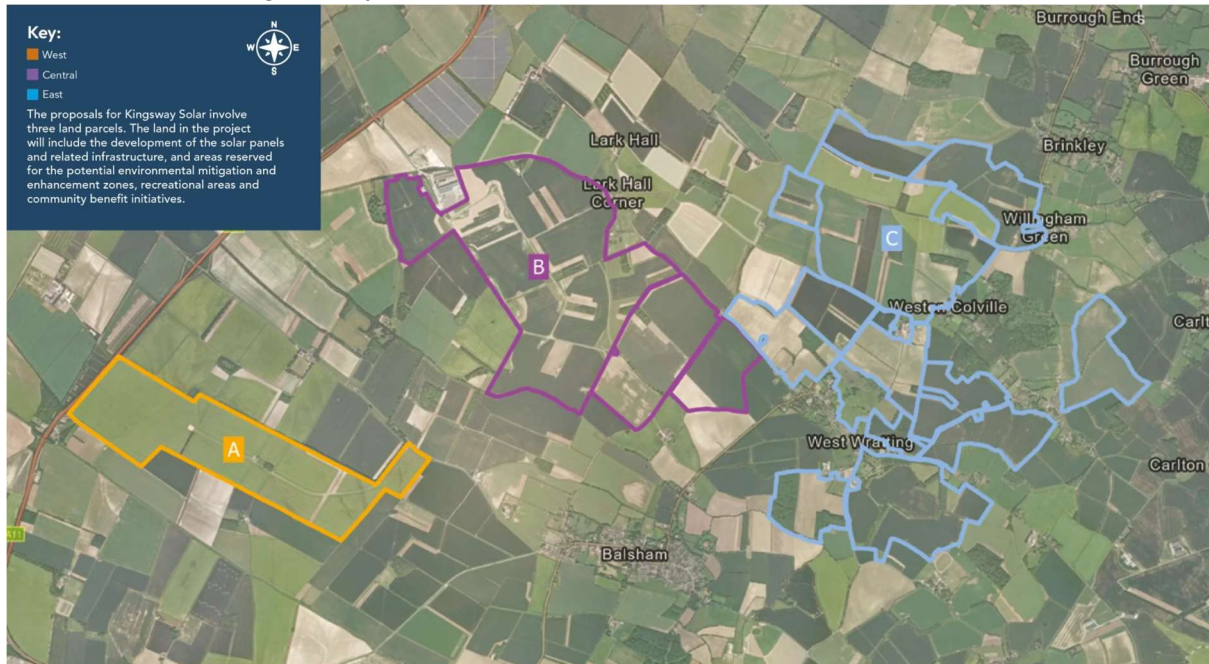 Key:
N
W E
S
West
Central
East
The proposals for Kingsway Solar involve
three land parcels. The land in the project
will include the development of the solar panels
and related infrastructure, and areas reserved
for the potential environmental mitigation and
enhancement zones, recreational areas and
community benefit initiatives.
Burrough End
Burrough
Green
Brinkley
Lark Hall
Lark Hall
Corner
Willingham
Green
C
B
Weston Colville
Carlt
A
West Wratting
Carlton
A11
Balsham